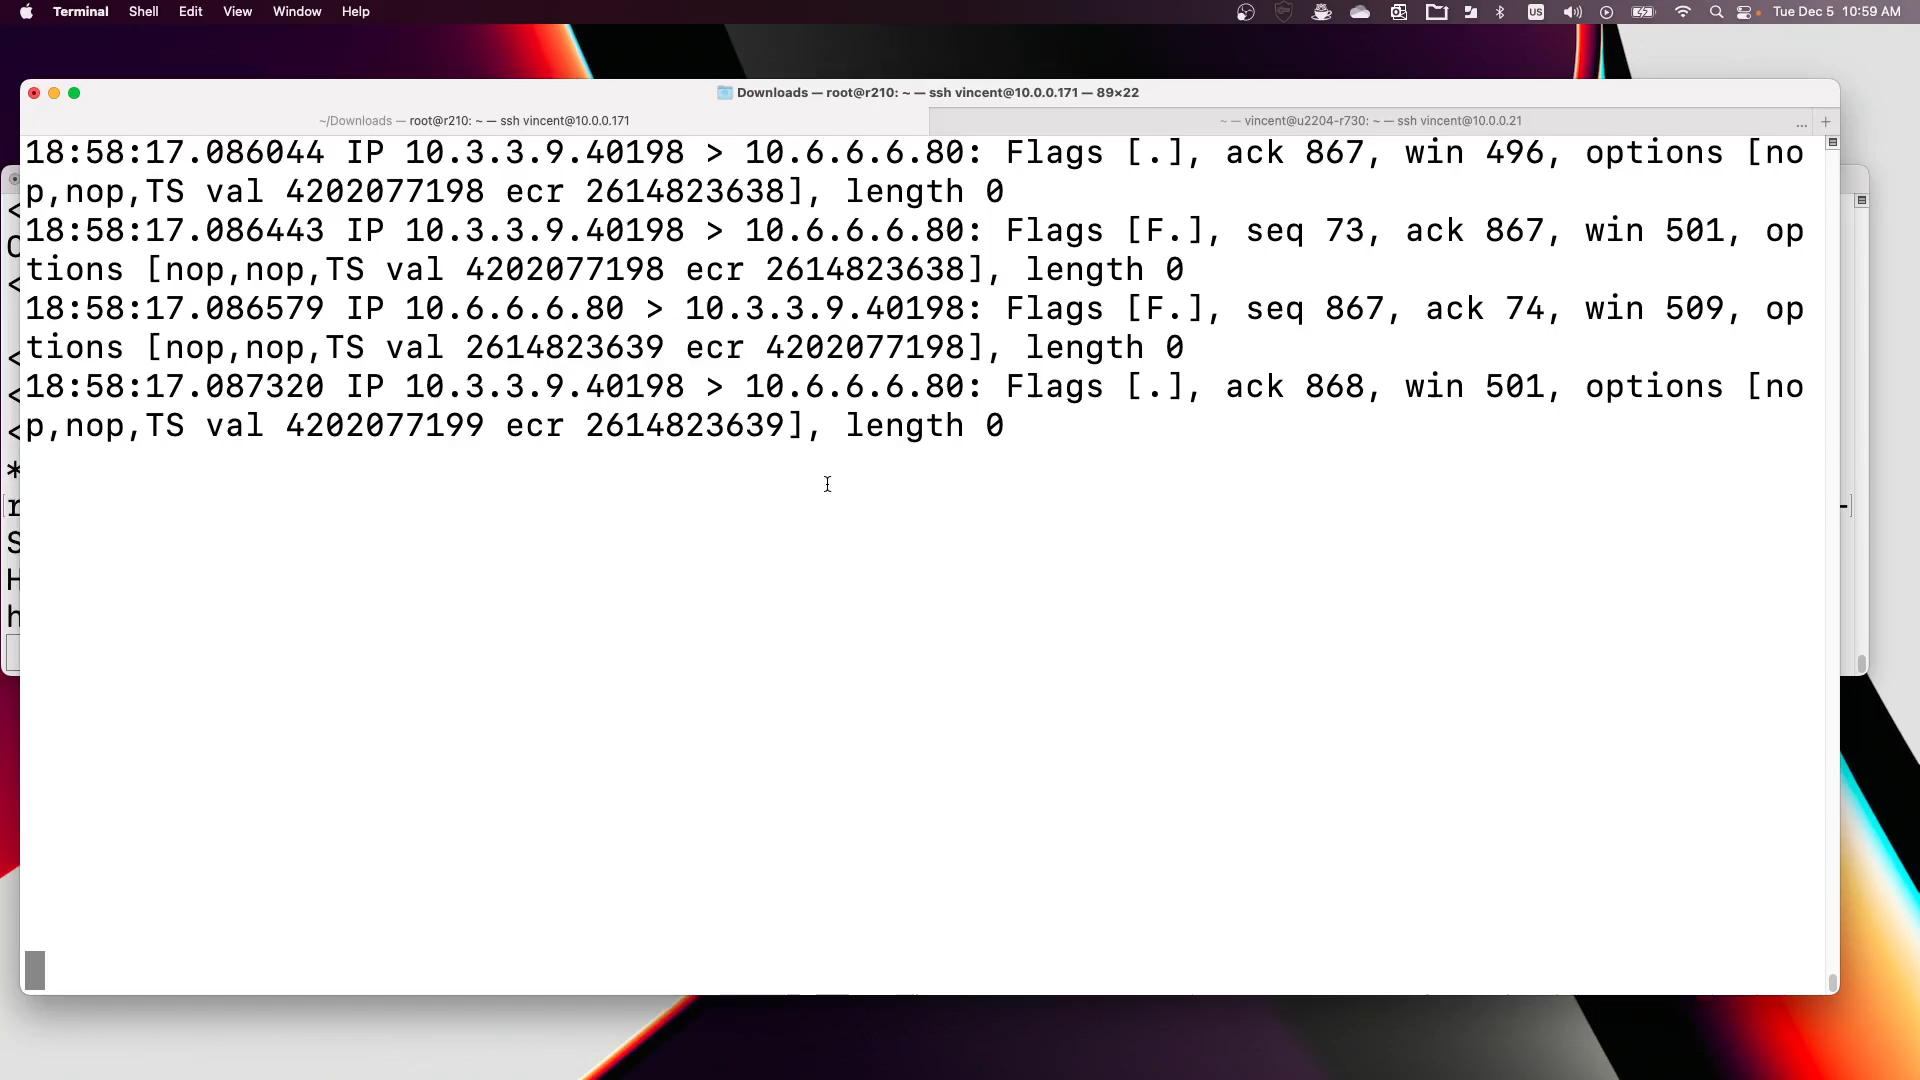 Terminal Shell Edit View Window Help
US
Tue Dec 5 10:59 AM
Downloads — root@r210: ~ — ssh vincent@10.0.0.171 — 89×22
~/Downloads — root@r210: ~ — ssh vincent@10.0.0.171
~ — vincent@u2204-r730: ~ — ssh vincent@10.0.0.21 ... +
18:58:17.086044 IP 10.3.3.9.40198 > 10.6.6.6.80: Flags [.], ack 867, win 496, options [no
p,nop,TS val 4202077198 ecr 2614823638], length 0
18:58:17.086443 IP 10.3.3.9.40198 > 10.6.6.6.80: Flags [F.], seq 73, ack 867, win 501, op
tions [nop,nop,TS val 4202077198 ecr 2614823638], length 0
18:58:17.086579 IP 10.6.6.6.80 > 10.3.3.9.40198: Flags [F.], seq 867, ack 74, win 509, op
tions [nop,nop,TS val 2614823639 ecr 4202077198], length 0
18:58:17.087320 IP 10.3.3.9.40198 > 10.6.6.6.80: Flags [.], ack 868, win 501, options [no
p,nop,TS val 4202077199 ecr 2614823639], length 0